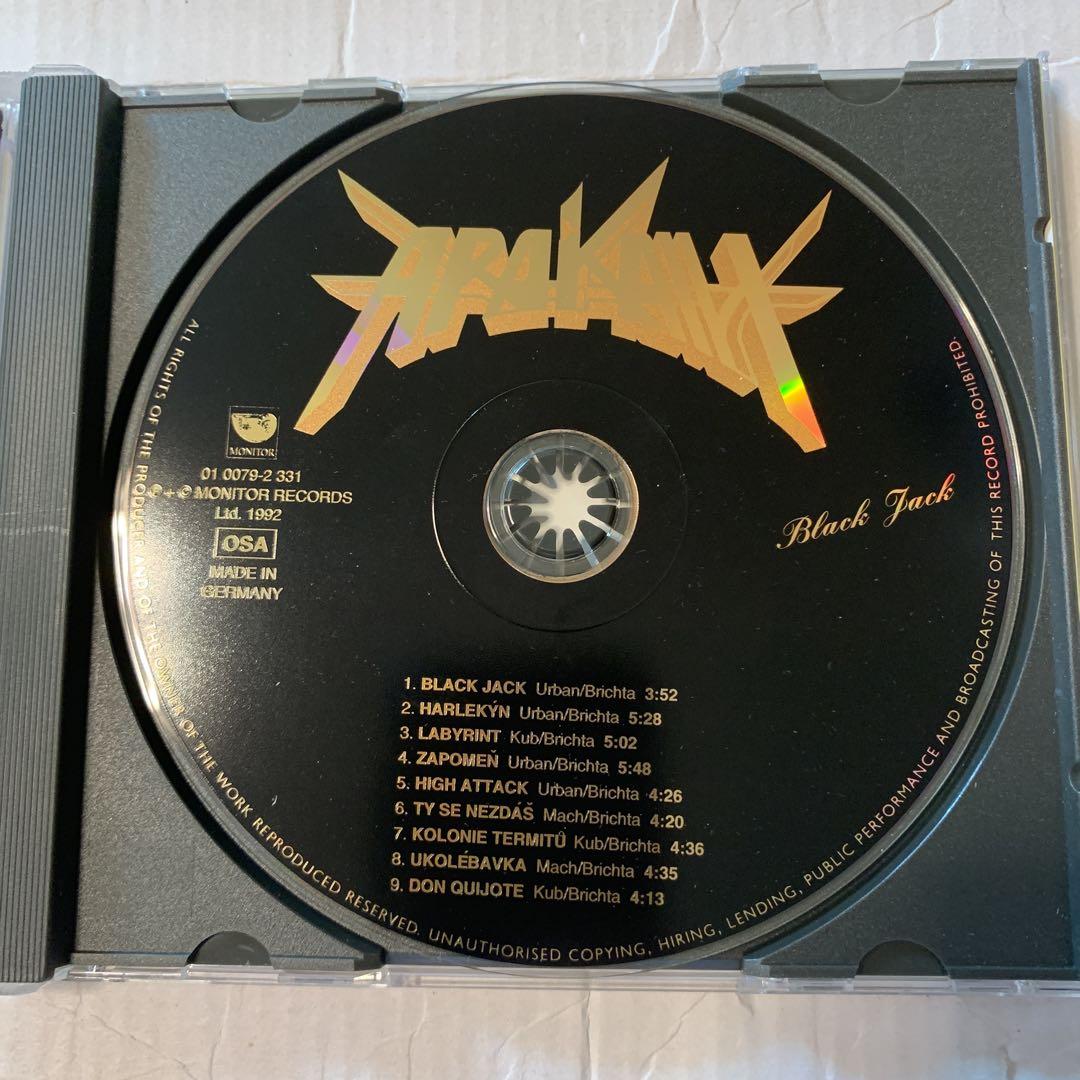 ARAKAIN
MONITOR
01 0079-2 331
℗ + © MONITOR RECORDS
Ltd. 1992
OSA
MADE IN
GERMANY
Black Jack
1. BLACK JACK Urban/Brichta 3:52
2. HARLEKÝN Urban/Brichta 5:28
3. LABYRINT Kub/Brichta 5:02
4. ZAPOMEŇ Urban/Brichta 5:48
5. HIGH ATTACK Urban/Brichta 4:26
6. TY SE NEZDÁŠ Mach/Brichta 4:20
7. KOLONIE TERMITŮ Kub/Brichta 4:36
8. UKOLÉBAVKA Mach/Brichta 4:35
9. DON QUIJOTE Kub/Brichta 4:13
ALL RIGHTS OF THE PRODUCER AND OF THE OWNER OF THE WORK REPRODUCED RESERVED. UNAUTHORISED COPYING, HIRING, LENDING, PUBLIC PERFORMANCE AND BROADCASTING OF THIS RECORD PROHIBITED.